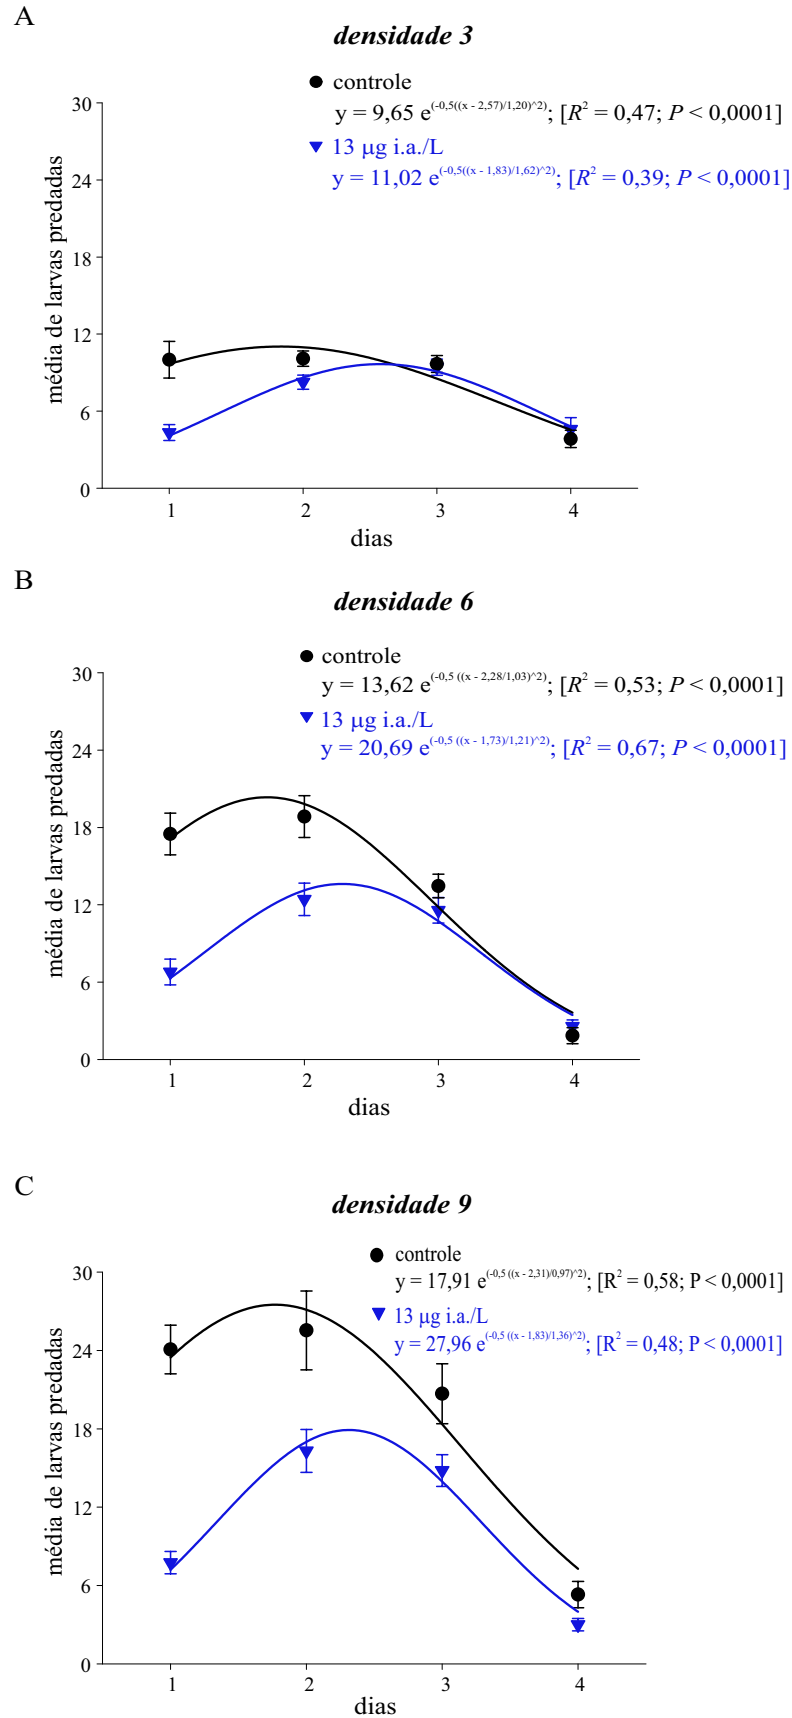 A
densidade 3
controle
y = 9,65 e^(-0,5((x - 2,57)/1,20)^2); [R² = 0,47; P < 0,0001]
13 µg i.a./L
y = 11,02 e^(-0,5((x - 1,83)/1,62)^2); [R² = 0,39; P < 0,0001]
30
24
18
12
6
0
média de larvas predadas
1 2 3 4
dias
B
densidade 6
controle
y = 13,62 e^(-0,5 ((x - 2,28/1,03)^2); [R² = 0,53; P < 0,0001]
13 µg i.a./L
y = 20,69 e^(-0,5 ((x - 1,73)/1,21)^2); [R² = 0,67; P < 0,0001]
30
24
18
12
6
0
média de larvas predadas
1 2 3 4
dias
C
densidade 9
controle
y = 17,91 e^(-0,5 ((x - 2,31)/0,97)^2); [R² = 0,58; P < 0,0001]
13 µg i.a./L
y = 27,96 e^(-0,5 ((x - 1,83)/1,36)^2); [R² = 0,48; P < 0,0001]
30
24
18
12
6
0
média de larvas predadas
1 2 3 4
dias